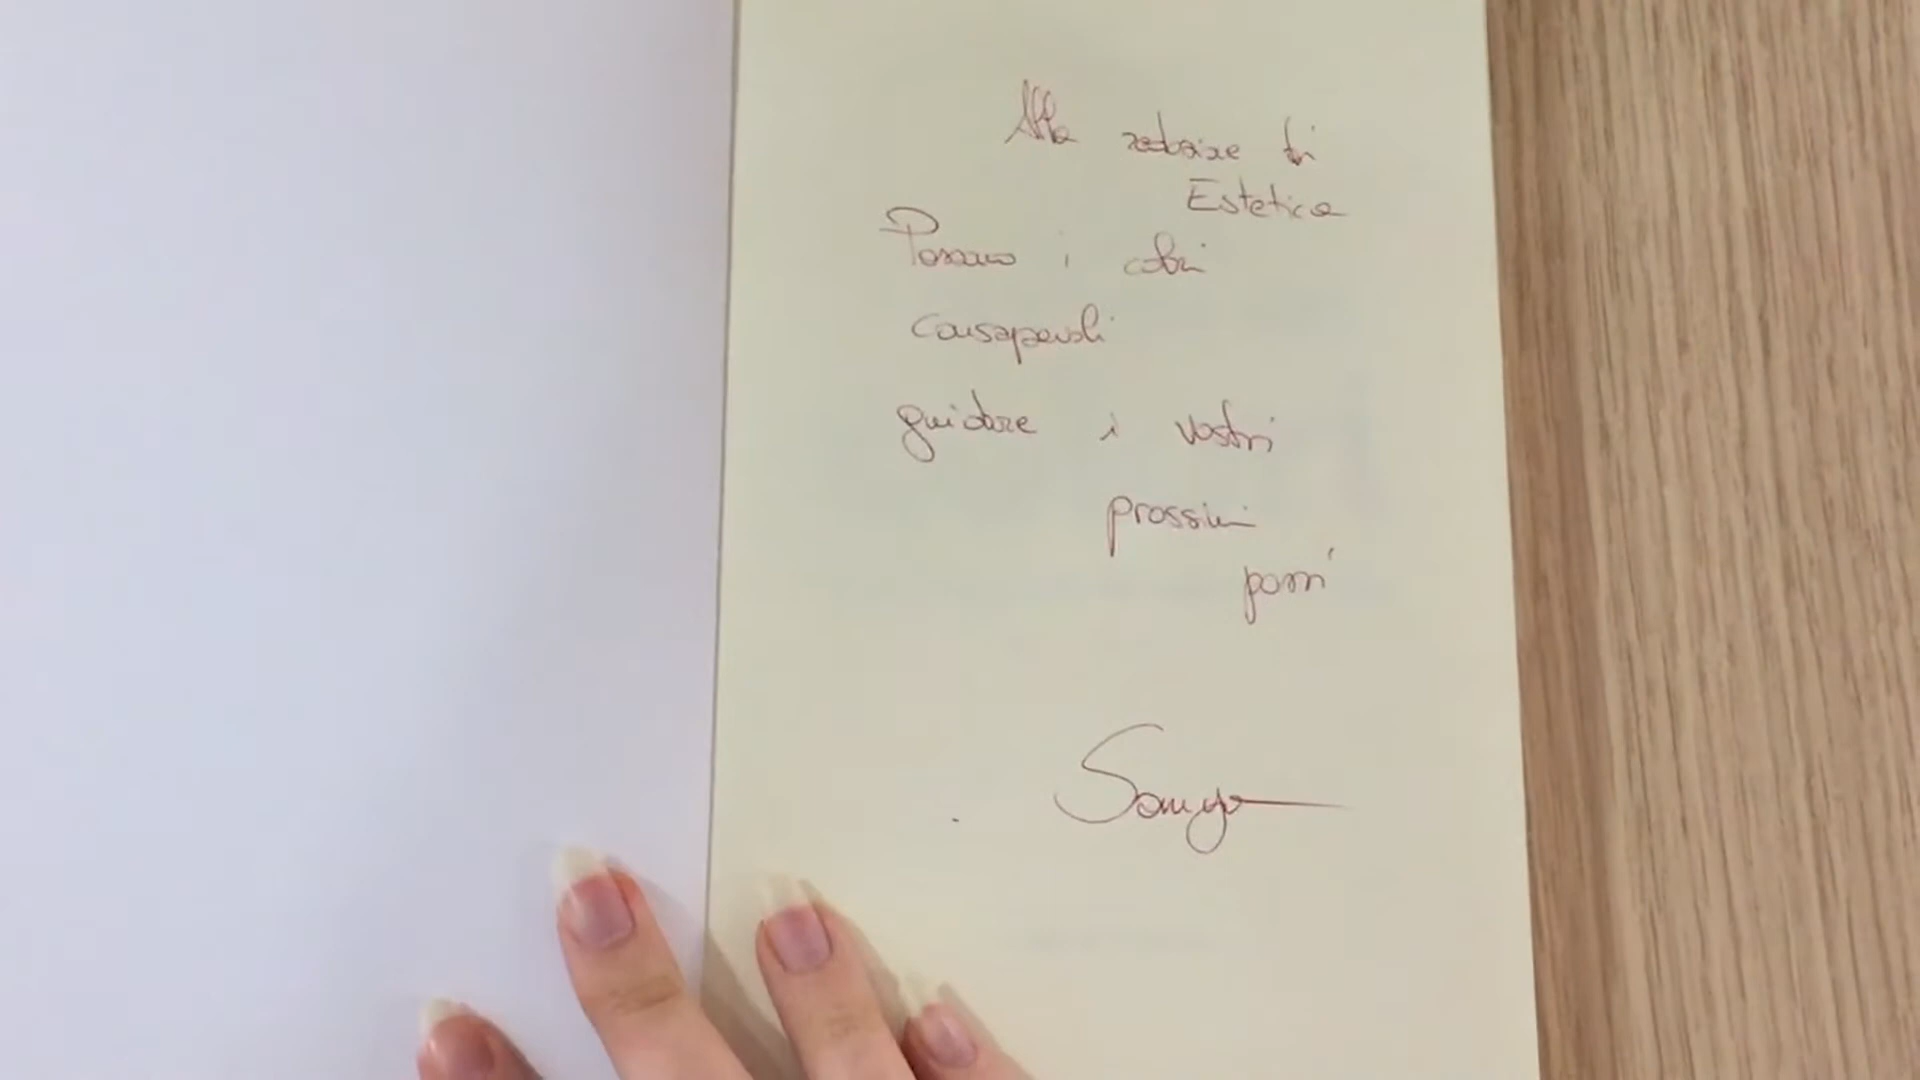 Alla redazione di
Estetica
Possano i colori
consapevoli
guidare i vostri
prossimi
passi